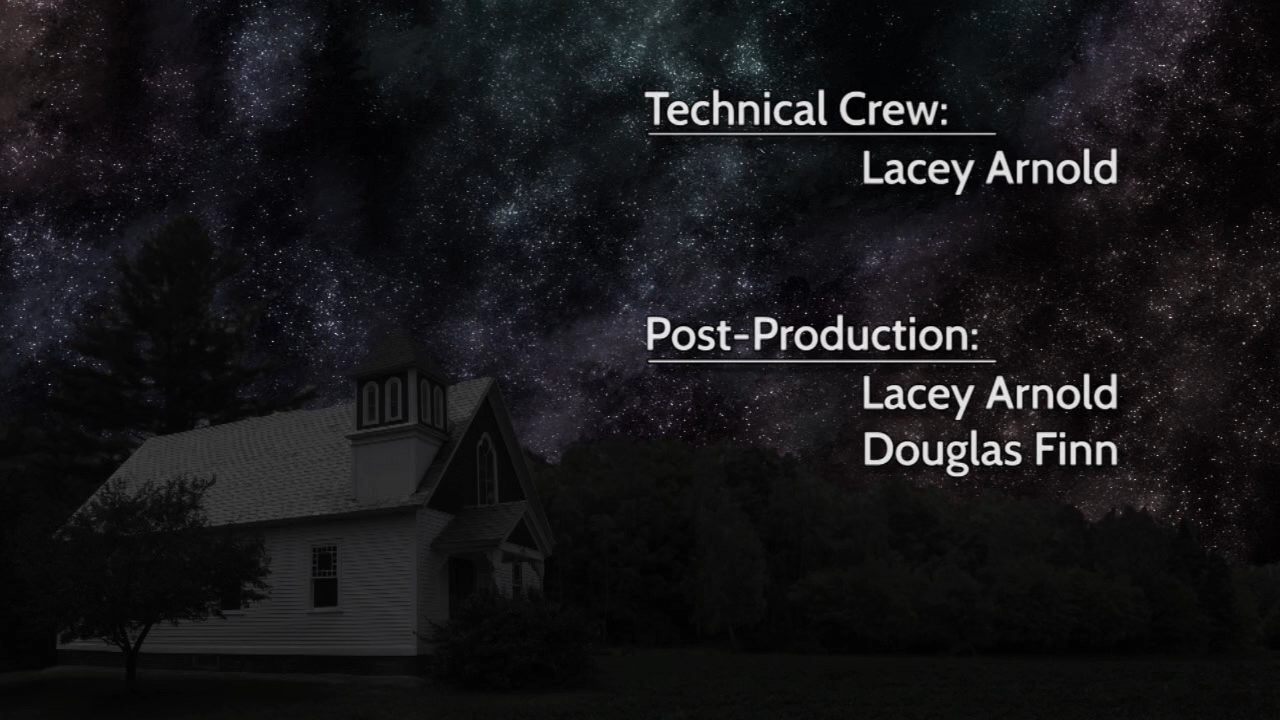 Technical Crew:
Lacey Arnold
Post-Production:
Lacey Arnold
Douglas Finn